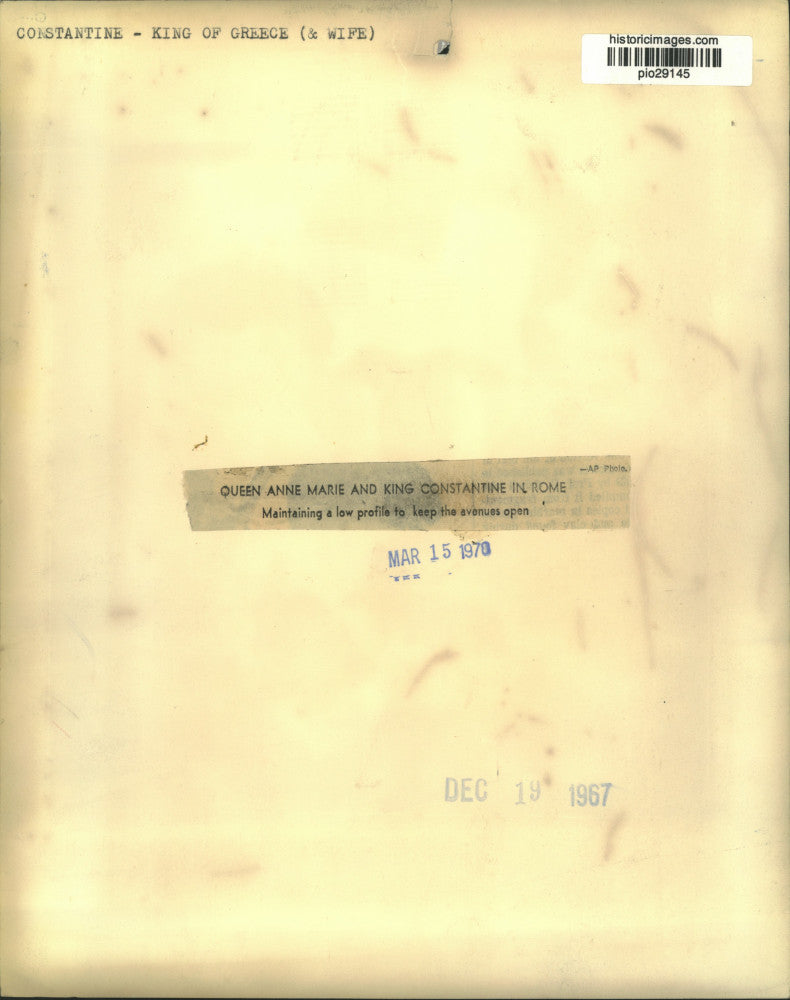 CONSTANTINE - KING OF GREECE (& WIFE)
historicimages.com
pio29145
—AP Photo.
QUEEN ANNE MARIE AND KING CONSTANTINE IN ROME
Maintaining a low profile to keep the avenues open
MAR 15 1970
DEC 19 1967